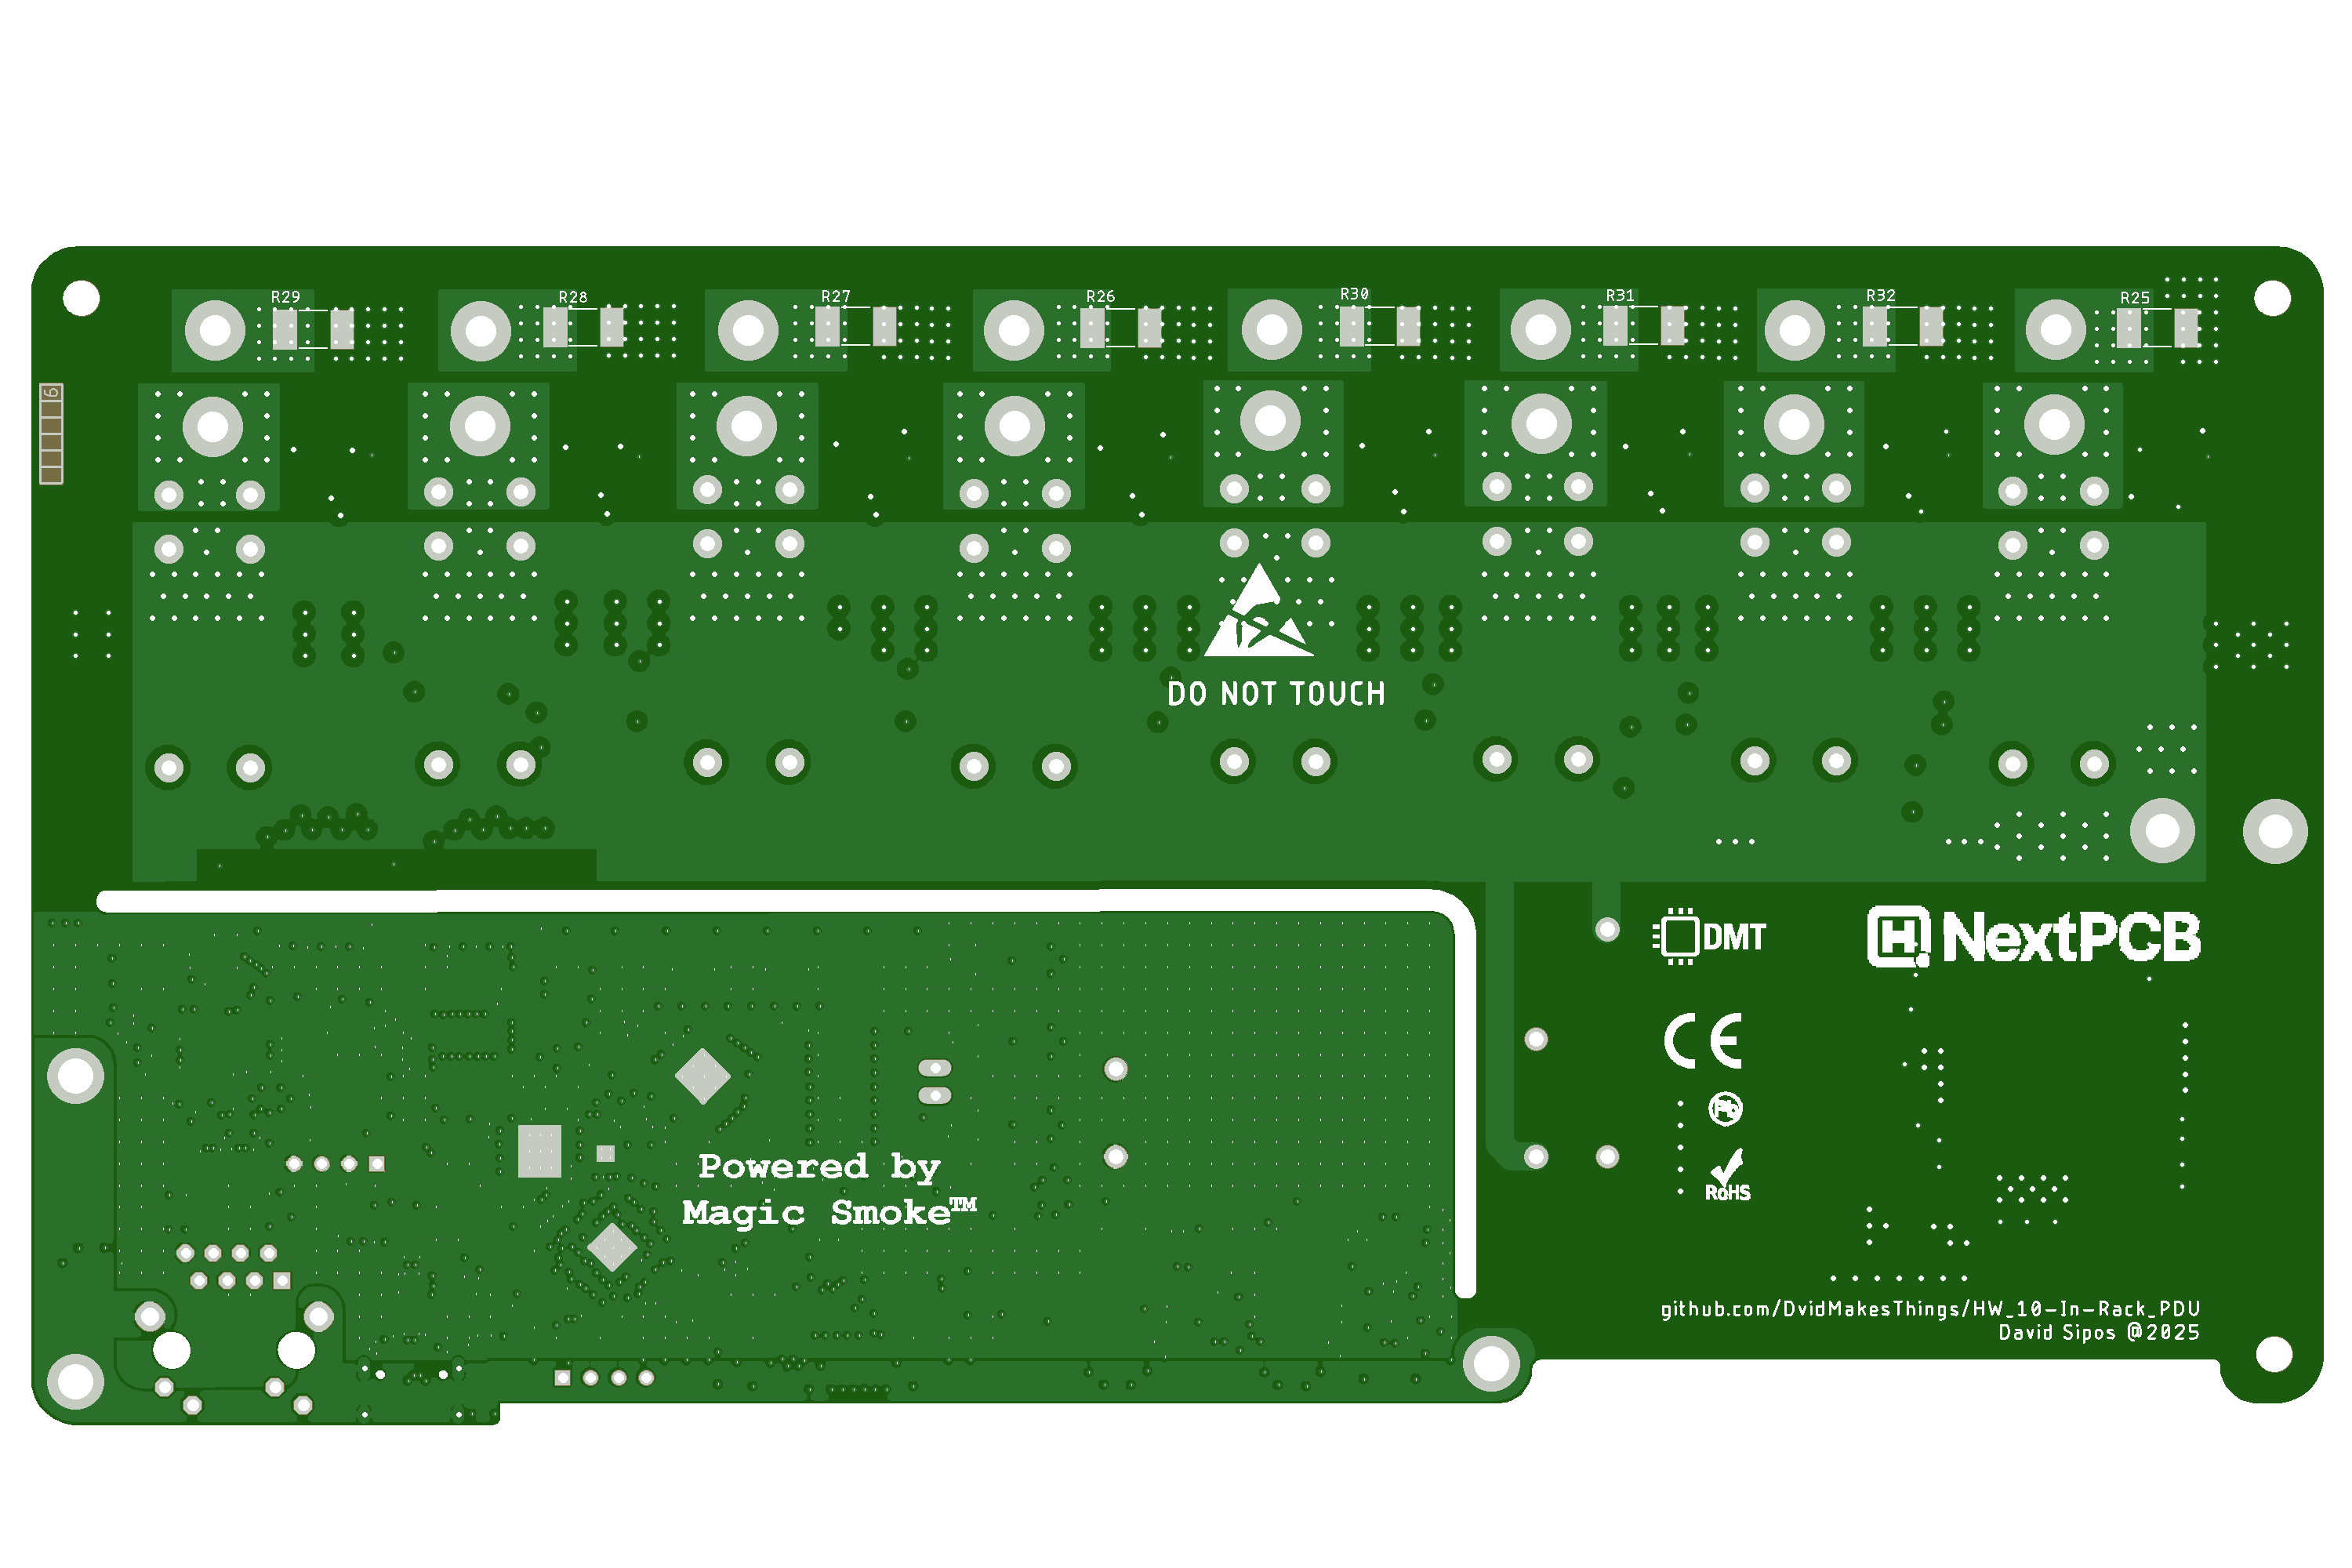 R29
R28
R27
R26
R30
R31
R32
R25
DO NOT TOUCH
DMT
NextPCB
CE
Powered by
Magic Smoke™
RoHS
github.com/DvidMakesThings/HW_10-In-Rack_PDU
David Sipos @2025